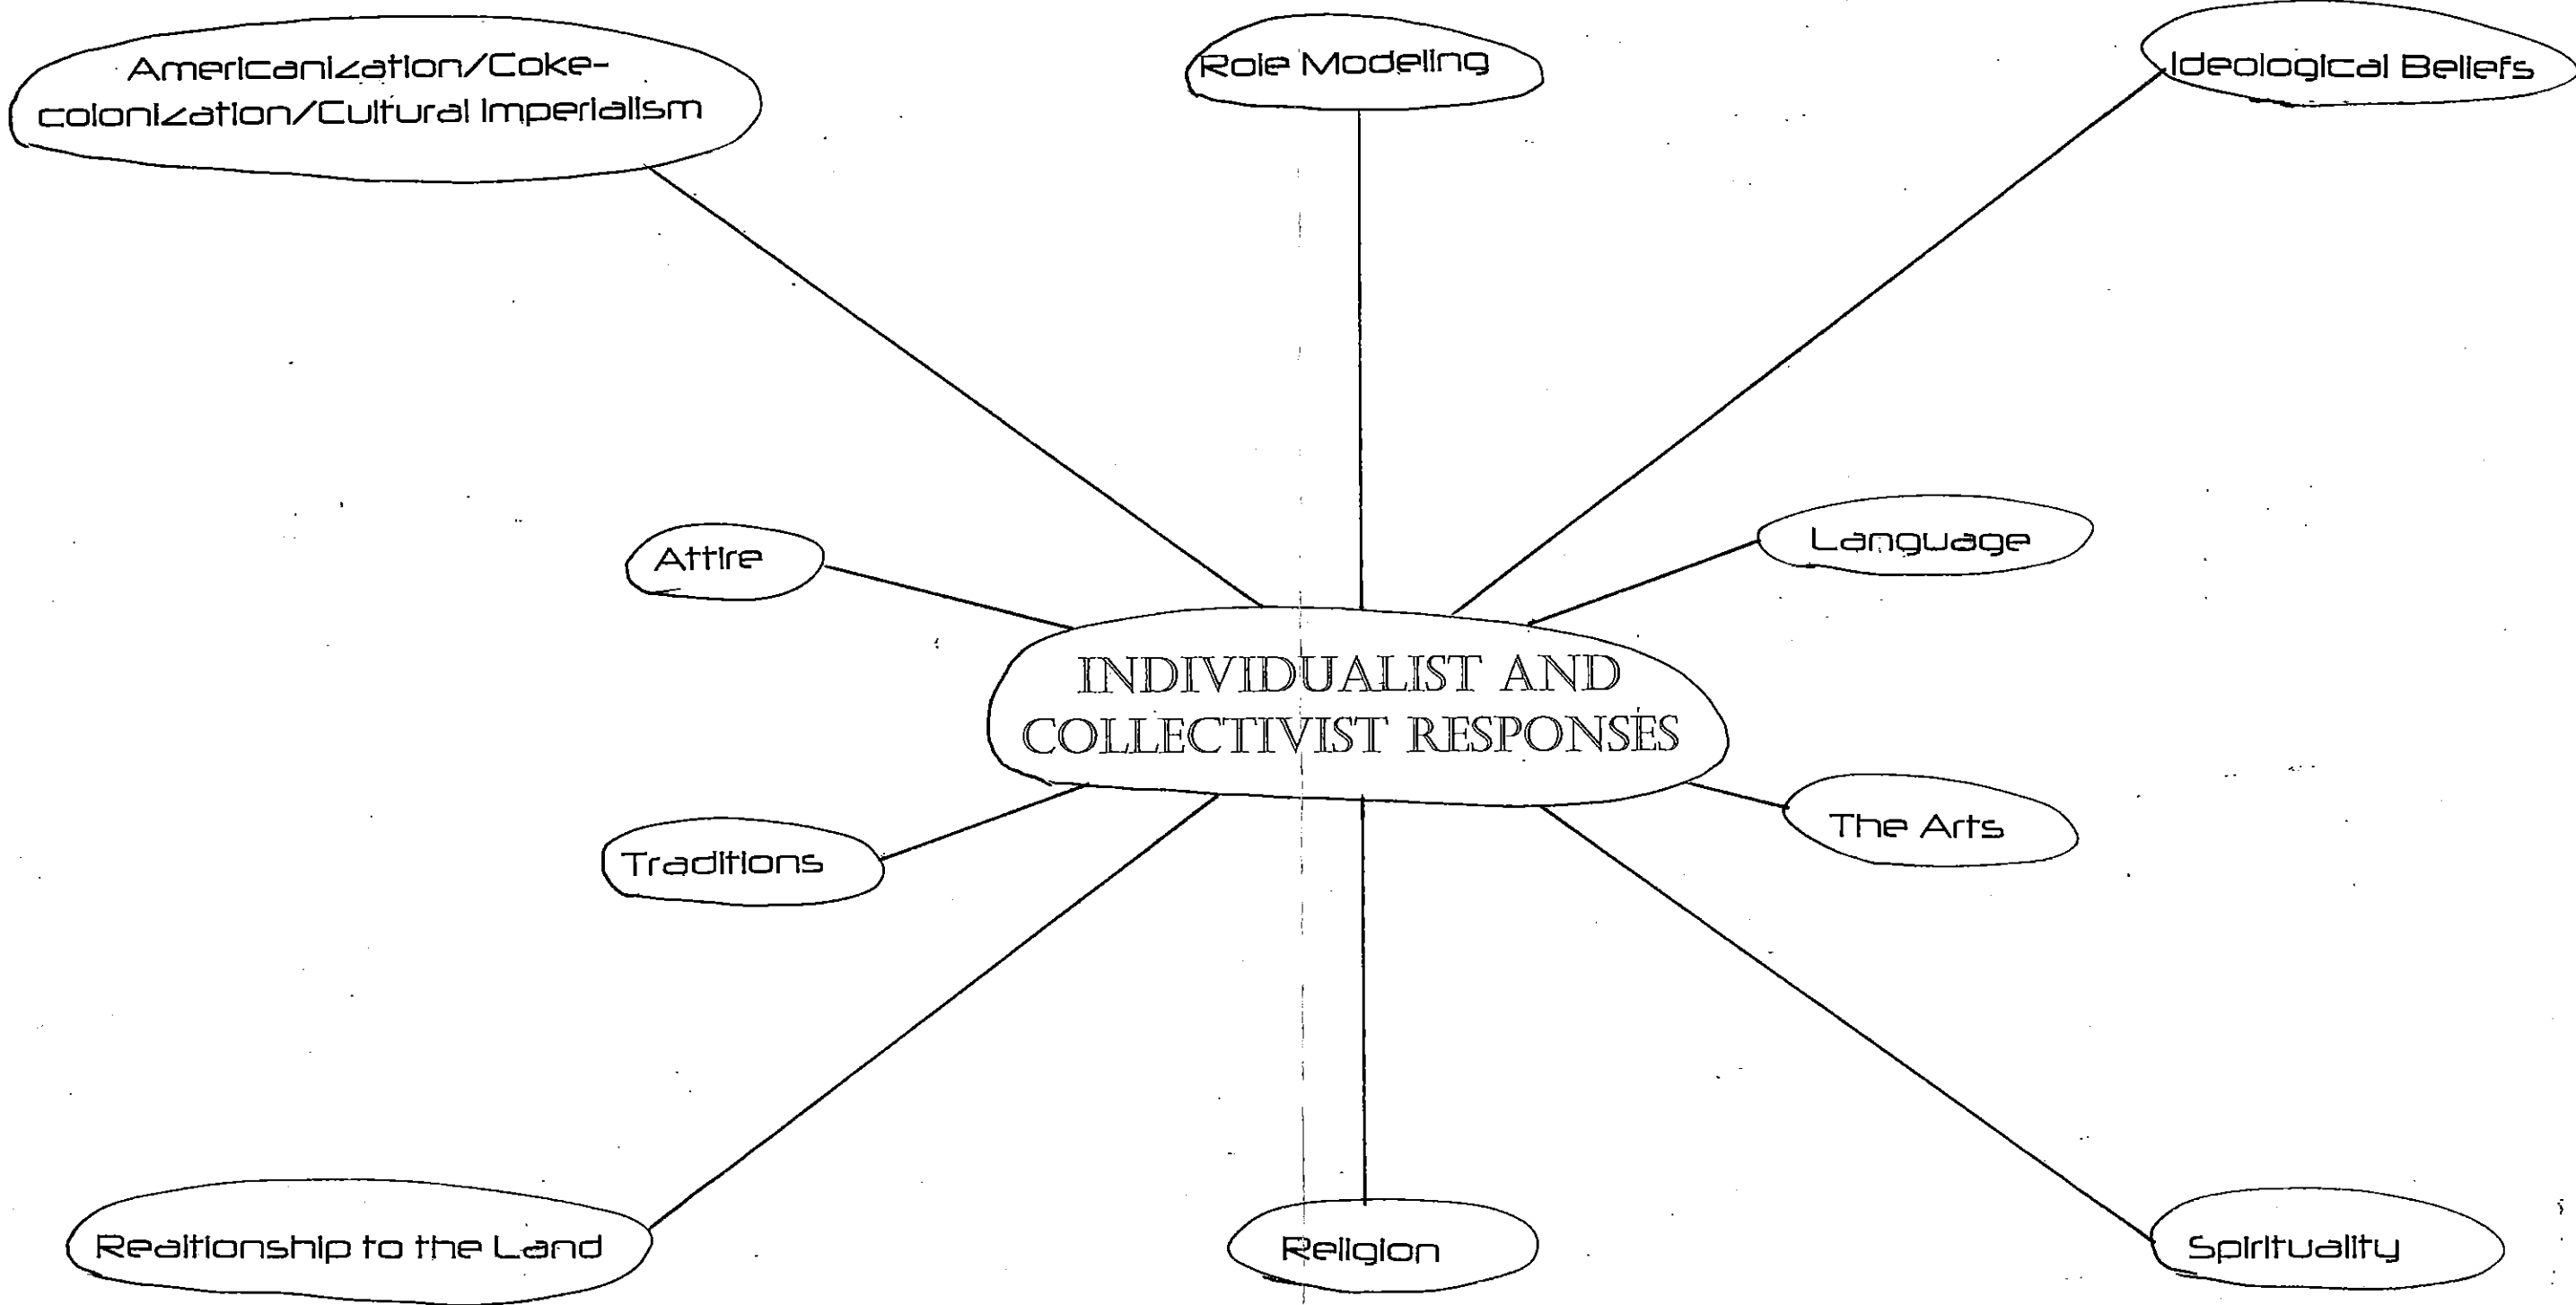 Americanization/Coke-
colonization/Cultural Imperialism
Role Modeling
Ideological Beliefs
Attire
Language
INDIVIDUALIST AND
COLLECTIVIST RESPONSES
Traditions
The Arts
Realtionship to the Land
Religion
Spirituality